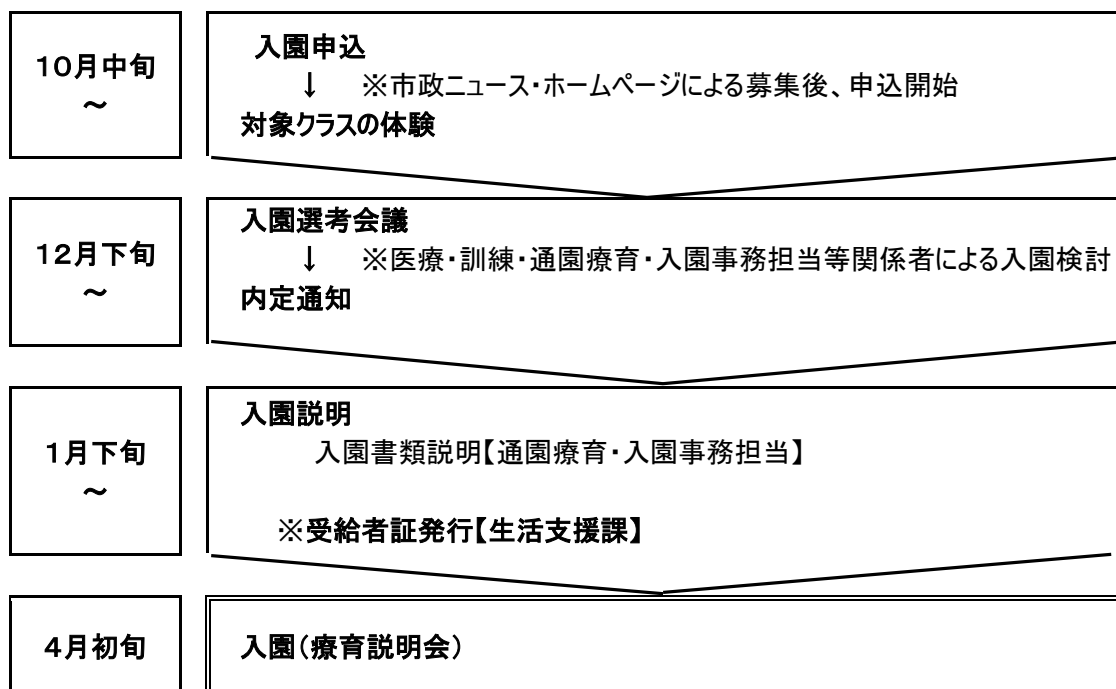 10月中旬
～
入園申込
↓ ※市政ニュース・ホームページによる募集後、申込開始
対象クラスの体験
12月下旬
～
入園選考会議
↓ ※医療・訓練・通園療育・入園事務担当等関係者による入園検討
内定通知
1月下旬
～
入園説明
入園書類説明【通園療育・入園事務担当】
※受給者証発行【生活支援課】
4月初旬
入園（療育説明会）